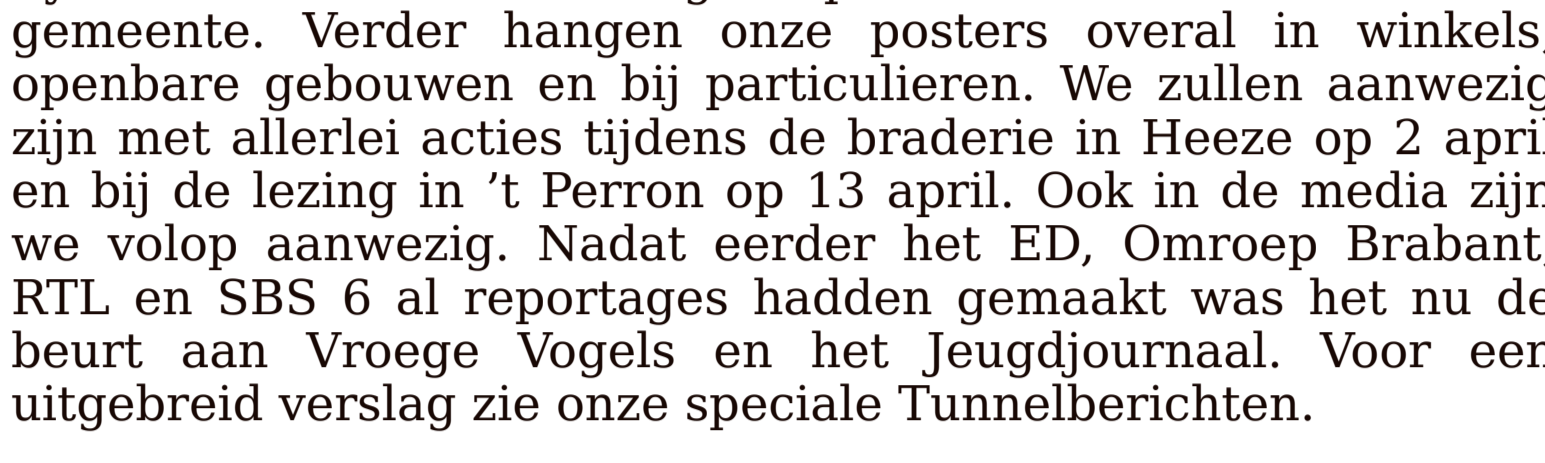 gemeente. Verder hangen onze posters overal in winkels,
openbare gebouwen en bij particulieren. We zullen aanwezig
zijn met allerlei acties tijdens de braderie in Heeze op 2 april
en bij de lezing in ’t Perron op 13 april. Ook in de media zijn
we volop aanwezig. Nadat eerder het ED, Omroep Brabant,
RTL en SBS 6 al reportages hadden gemaakt was het nu de
beurt aan Vroege Vogels en het Jeugdjournaal. Voor een
uitgebreid verslag zie onze speciale Tunnelberichten.